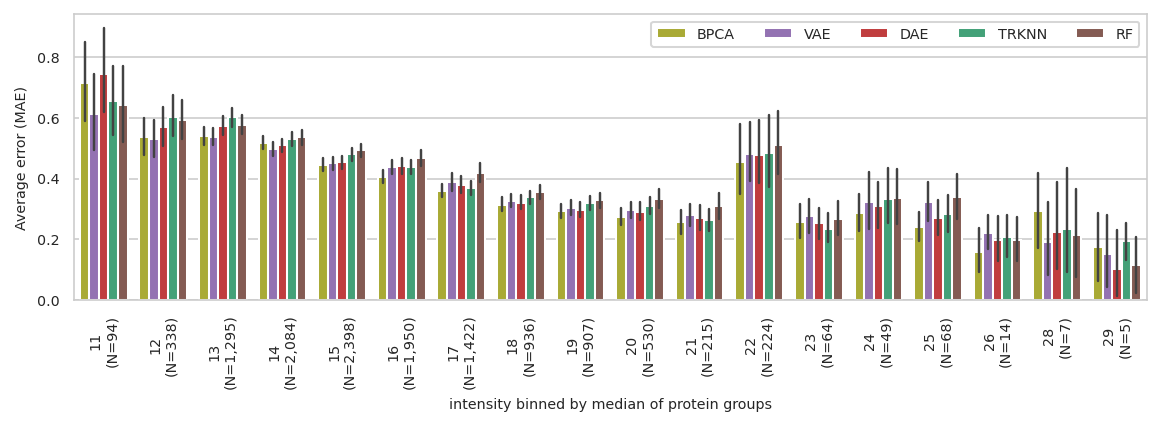 BPCA VAE DAE TRKNN RF
Average error (MAE)
0.8
0.6
0.4
0.2
0.0
11 (N=94)
12 (N=338)
13 (N=1,295)
14 (N=2,084)
15 (N=2,398)
16 (N=1,950)
17 (N=1,422)
18 (N=936)
19 (N=907)
20 (N=530)
21 (N=215)
22 (N=224)
23 (N=64)
24 (N=49)
25 (N=68)
26 (N=14)
28 (N=7)
29 (N=5)
intensity binned by median of protein groups